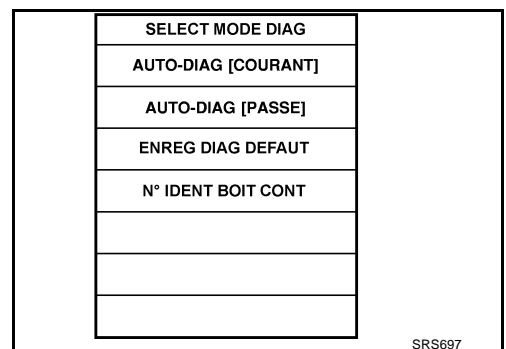 SELECT MODE DIAG
AUTO-DIAG [COURANT]
AUTO-DIAG [PASSE]
ENREG DIAG DEFAUT
N° IDENT BOIT CONT
SRS697